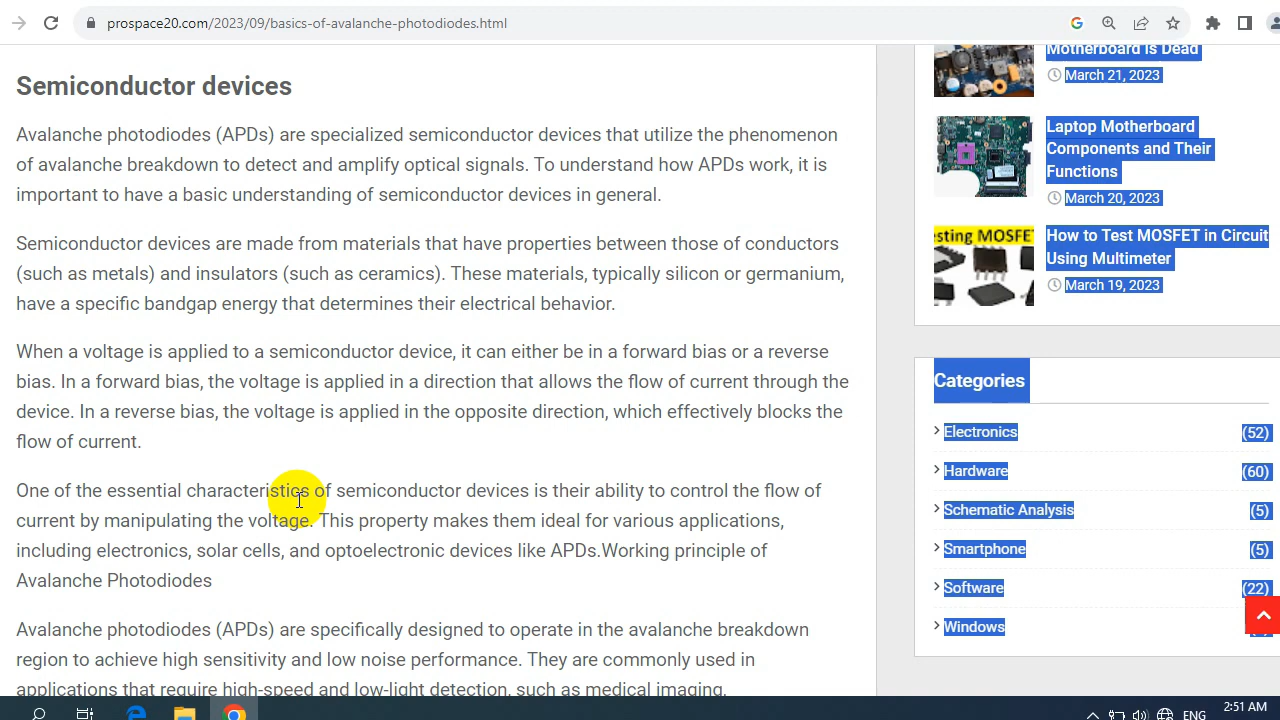 prospace20.com/2023/09/basics-of-avalanche-photodiodes.html
Semiconductor devices
Avalanche photodiodes (APDs) are specialized semiconductor devices that utilize the phenomenon
of avalanche breakdown to detect and amplify optical signals. To understand how APDs work, it is
important to have a basic understanding of semiconductor devices in general.
Semiconductor devices are made from materials that have properties between those of conductors
(such as metals) and insulators (such as ceramics). These materials, typically silicon or germanium,
have a specific bandgap energy that determines their electrical behavior.
When a voltage is applied to a semiconductor device, it can either be in a forward bias or a reverse
bias. In a forward bias, the voltage is applied in a direction that allows the flow of current through the
device. In a reverse bias, the voltage is applied in the opposite direction, which effectively blocks the
flow of current.
One of the essential characteristics of semiconductor devices is their ability to control the flow of
current by manipulating the voltage. This property makes them ideal for various applications,
including electronics, solar cells, and optoelectronic devices like APDs.Working principle of
Avalanche Photodiodes
Avalanche photodiodes (APDs) are specifically designed to operate in the avalanche breakdown
region to achieve high sensitivity and low noise performance. They are commonly used in
applications that require high-speed and low-light detection, such as medical imaging,
Motherboard Is Dead
March 21, 2023
Laptop Motherboard
Components and Their
Functions
March 20, 2023
esting MOSFET
How to Test MOSFET in Circuit
Using Multimeter
March 19, 2023
Categories
Electronics (52)
Hardware (60)
Schematic Analysis (5)
Smartphone (5)
Software (22)
Windows
ENG
2:51 AM